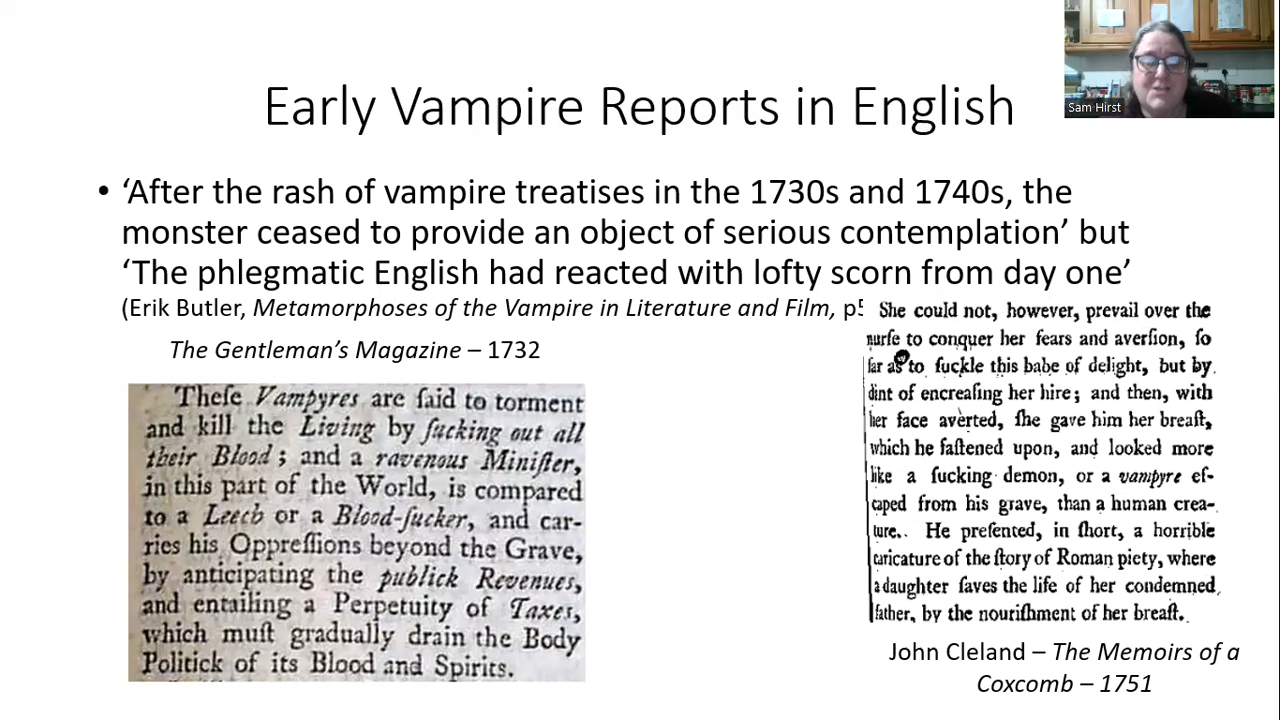 Early Vampire Reports in English
Sam Hirst
• ‘After the rash of vampire treatises in the 1730s and 1740s, the
monster ceased to provide an object of serious contemplation’ but
‘The phlegmatic English had reacted with lofty scorn from day one’
(Erik Butler, Metamorphoses of the Vampire in Literature and Film, p5
The Gentleman’s Magazine – 1732
Theſe Vampyres are ſaid to torment
and kill the Living by ſucking out all
their Blood; and a ravenous Miniſter,
in this part of the World, is compared
to a Leech or a Blood-ſucker, and car-
ries his Oppreſſions beyond the Grave,
by anticipating the publick Revenues,
and entailing a Perpetuity of Taxes,
which muſt gradually drain the Body
Politick of its Blood and Spirits.
She could not, however, prevail over the
nurſe to conquer her fears and averſion, ſo
far as to ſuckle this babe of delight, but by
dint of encreaſing her hire; and then, with
her face averted, ſhe gave him her breaſt,
which he faſtened upon, and looked more
like a ſucking demon, or a vampyre eſ-
caped from his grave, than a human crea-
ture. He preſented, in ſhort, a horrible
caricature of the ſtory of Roman piety, where
a daughter ſaves the life of her condemned
father, by the nouriſhment of her breaſt.
John Cleland – The Memoirs of a
Coxcomb – 1751